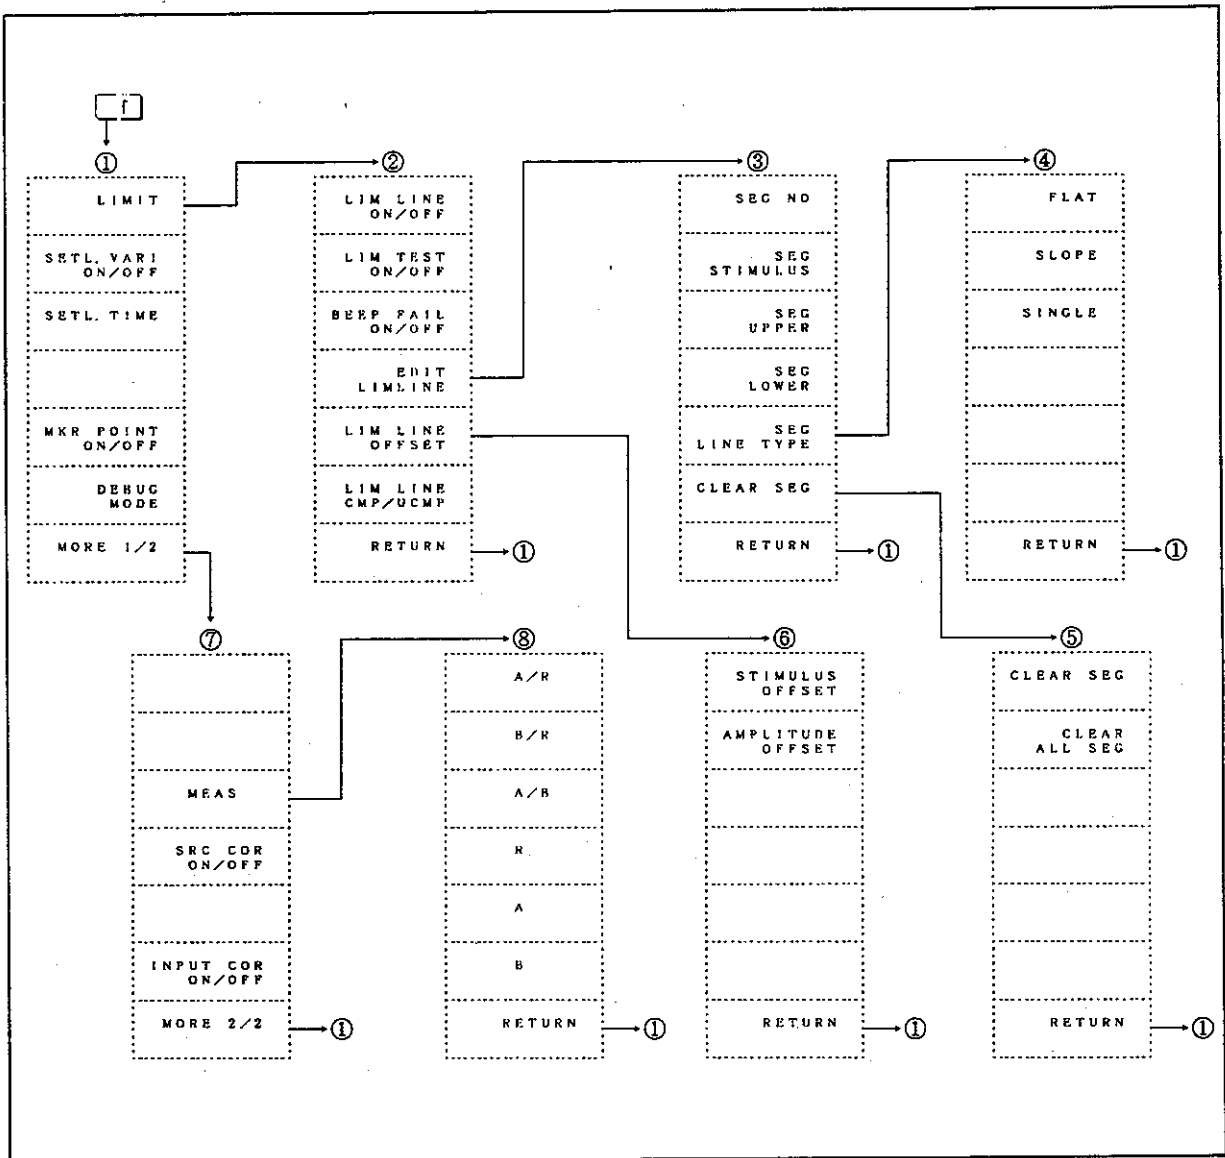 f
①
LIMIT
SETL. VARI
ON/OFF
SETL. TIME
MKR POINT
ON/OFF
DEBUG
MODE
MORE 1/2
②
LIM LINE
ON/OFF
LIM TEST
ON/OFF
BEEP FAIL
ON/OFF
EDIT
LIMLINE
LIM LINE
OFFSET
LIM LINE
CMP/UCMP
RETURN
①
③
SEG NO
SEG
STIMULUS
SEG
UPPER
SEG
LOWER
SEG
LINE TYPE
CLEAR SEG
RETURN
①
④
FLAT
SLOPE
SINGLE
RETURN
①
⑦
MEAS
SRC COR
ON/OFF
INPUT COR
ON/OFF
MORE 2/2
①
⑧
A/R
B/R
A/B
R
A
B
RETURN
①
⑥
STIMULUS
OFFSET
AMPLITUDE
OFFSET
RETURN
①
⑤
CLEAR SEG
CLEAR
ALL SEG
RETURN
①